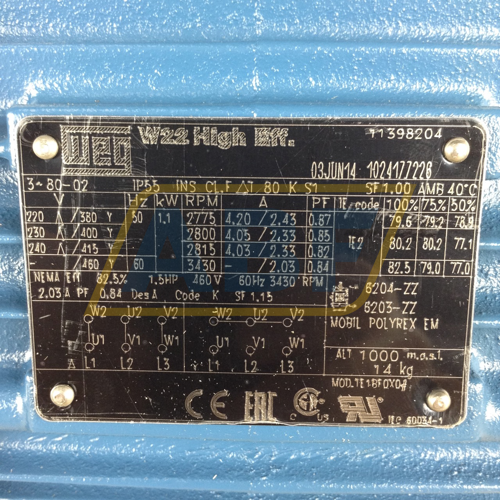 WEG W22 High Eff. 11398204
03JUN14 1024177226
3~80-02 IP55 INS CL.F ΔT 80 K S1 SF 1.00 AMB 40°C
V Hz kW RPM A PF IE code 100% 75% 50%
220 Δ/380 Y 50 1.1 2775 4.20/2.43 0.87 79.6 79.2 78.9
230 Δ/400 Y 2800 4.05/2.33 0.85 IE2 80.2 80.2 77.1
240 Δ/415 Y 2815 4.03/2.33 0.82
-/460 60 3430 -/2.03 0.84 82.5 79.0 77.0
NEMA Eff 82.5% 1.5HP 460V 60Hz 3430 RPM
2.03 A PF 0.84 Des A Code K SF 1.15
6204-ZZ
6203-ZZ
MOBIL POLYREX EM
W2 U2 V2 W2 U2 V2
U1 V1 W1 U1 V1 W1
Δ L1 L2 L3 Y L1 L2 L3
ALT 1000 m.a.s.l.
14 kg
MOD.TE1BF0X0#
CE EAC IEC 60034-1